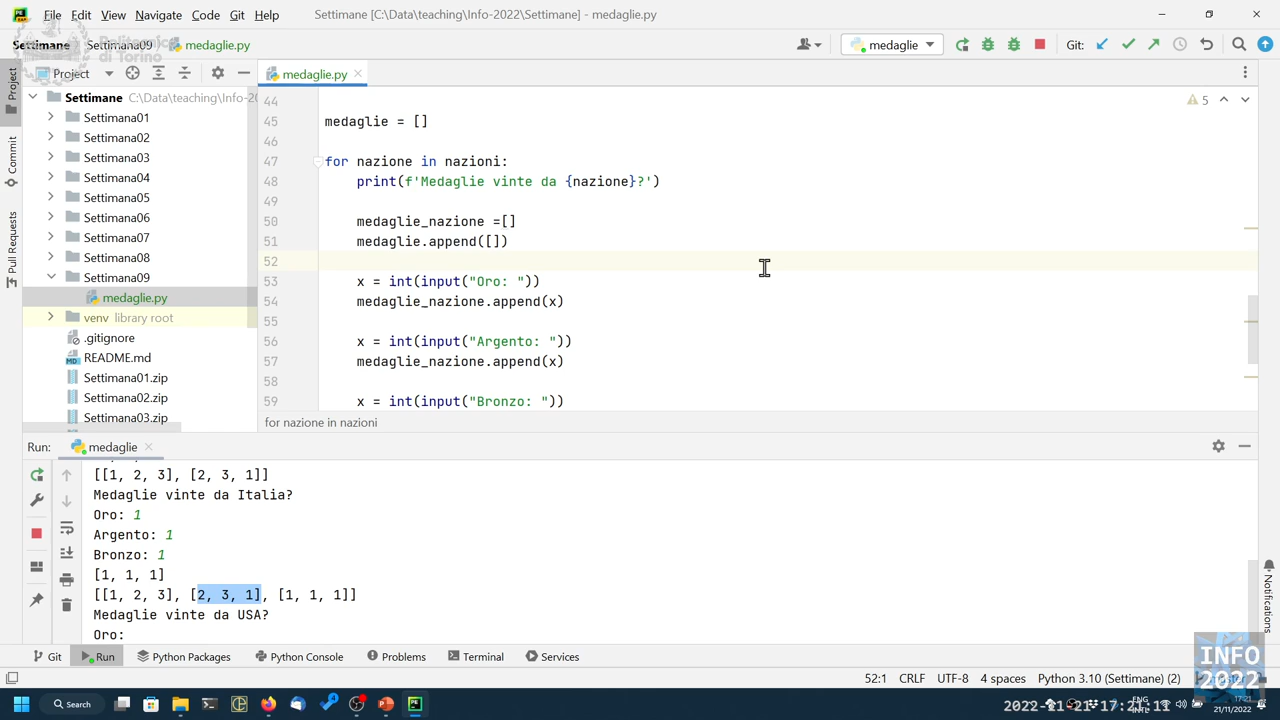 File Edit View Navigate Code Git Help
Settimane [C:\Data\teaching\Info-2022\Settimane] - medaglie.py
Settimane Settimana09 medaglie.py
Politecnico
di Torino
medaglie
Git:
Project
medaglie.py
Settimane C:\Data\teaching\Info-20
Settimana01
Settimana02
Settimana03
Settimana04
Settimana05
Settimana06
Settimana07
Settimana08
Settimana09
medaglie.py
venv library root
.gitignore
README.md
Settimana01.zip
Settimana02.zip
Settimana03.zip
Project
Commit
Pull Requests
5
44
45 medaglie = []
46
47 for nazione in nazioni:
48 print(f'Medaglie vinte da {nazione}?')
49
50 medaglie_nazione =[]
51 medaglie.append([])
52
53 x = int(input("Oro: "))
54 medaglie_nazione.append(x)
55
56 x = int(input("Argento: "))
57 medaglie_nazione.append(x)
58
59 x = int(input("Bronzo: "))
for nazione in nazioni
Run: medaglie
[[1, 2, 3], [2, 3, 1]]
Medaglie vinte da Italia?
Oro: 1
Argento: 1
Bronzo: 1
[1, 1, 1]
[[1, 2, 3], [2, 3, 1], [1, 1, 1]]
Medaglie vinte da USA?
Oro:
Notifications
Git Run Python Packages Python Console Problems Terminal Services
52:1 CRLF UTF-8 4 spaces Python 3.10 (Settimane) (2)
INFO
2022
Search
ENG
17:21
21/11/2022